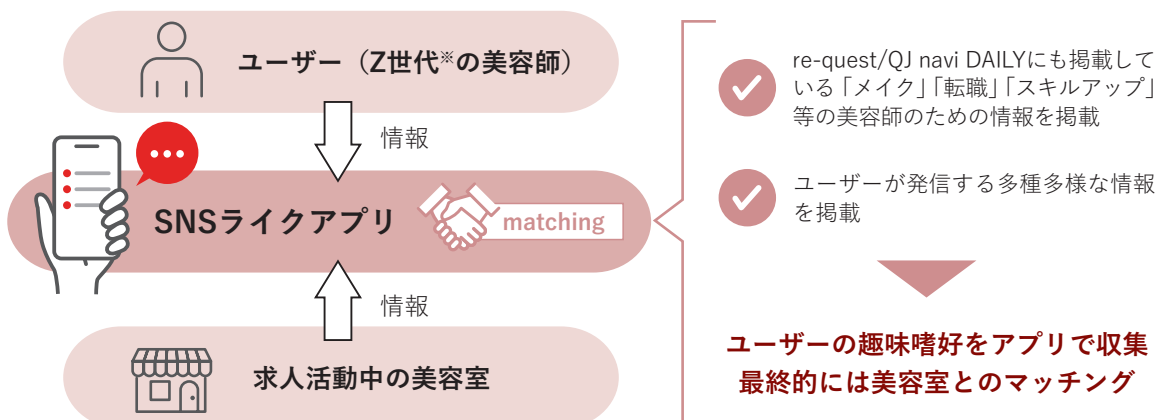 ユーザー（Z世代※の美容師）
情報
SNSライクアプリ
matching
情報
求人活動中の美容室
re-quest/QJ navi DAILYにも掲載して
いる「メイク」「転職」「スキルアップ」
等の美容師のための情報を掲載
ユーザーが発信する多種多様な情報
を掲載
ユーザーの趣味嗜好をアプリで収集
最終的には美容室とのマッチング